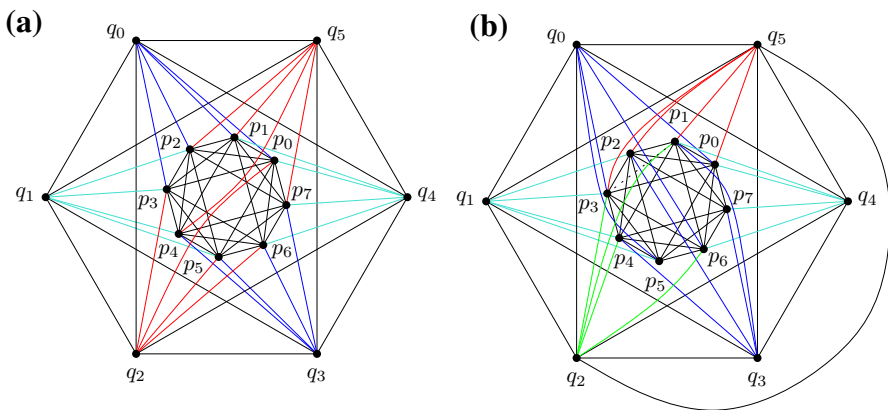 (a)
q0 q5
p1
p2 p0
q1 p3 p7 q4
p4 p6
p5
q2 q3
(b)
q0 q5
p1
p2 p0
q1 p3 p7 q4
p4 p6
p5
q2 q3